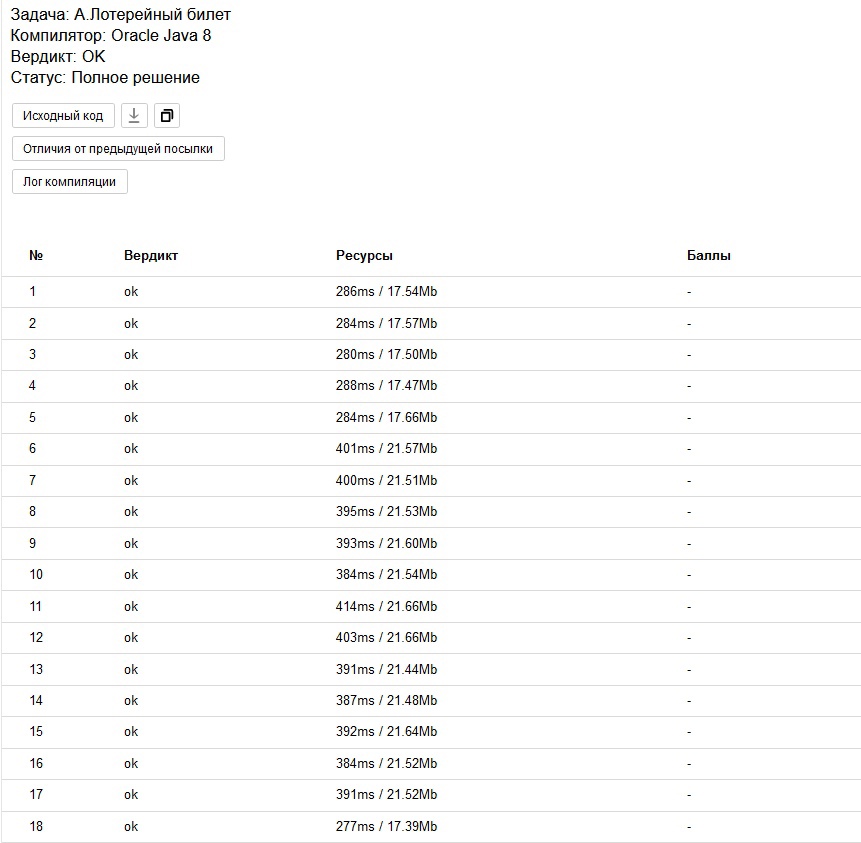 Задача: А.Лотерейный билет
Компилятор: Oracle Java 8
Вердикт: OK
Статус: Полное решение
Исходный код
Отличия от предыдущей посылки
Лог компиляции
№ Вердикт Ресурсы Баллы
1 ok 286ms / 17.54Mb -
2 ok 284ms / 17.57Mb -
3 ok 280ms / 17.50Mb -
4 ok 288ms / 17.47Mb -
5 ok 284ms / 17.66Mb -
6 ok 401ms / 21.57Mb -
7 ok 400ms / 21.51Mb -
8 ok 395ms / 21.53Mb -
9 ok 393ms / 21.60Mb -
10 ok 384ms / 21.54Mb -
11 ok 414ms / 21.66Mb -
12 ok 403ms / 21.66Mb -
13 ok 391ms / 21.44Mb -
14 ok 387ms / 21.48Mb -
15 ok 392ms / 21.64Mb -
16 ok 384ms / 21.52Mb -
17 ok 391ms / 21.52Mb -
18 ok 277ms / 17.39Mb -